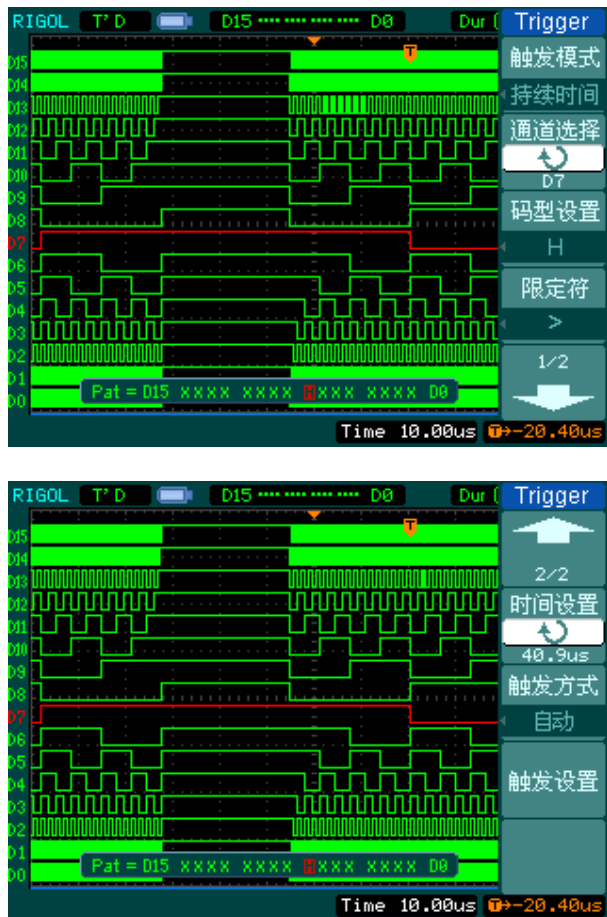 RIGOL T'D D15 •••• •••• •••• •••• D0 Dur ( Trigger
触发模式
持续时间
通道选择
D7
码型设置
H
限定符
>
1/2
T
D15
D14
D13
D12
D11
D10
D9
D8
D7
D6
D5
D4
D3
D2
D1
D0
Pat = D15 XXXX XXXX HXXX XXXX D0
Time 10.00us T→-20.40us
RIGOL T'D D15 •••• •••• •••• •••• D0 Dur ( Trigger
2/2
时间设置
40.9us
触发方式
自动
触发设置
T
D15
D14
D13
D12
D11
D10
D9
D8
D7
D6
D5
D4
D3
D2
D1
D0
Pat = D15 XXXX XXXX HXXX XXXX D0
Time 10.00us T→-20.40us